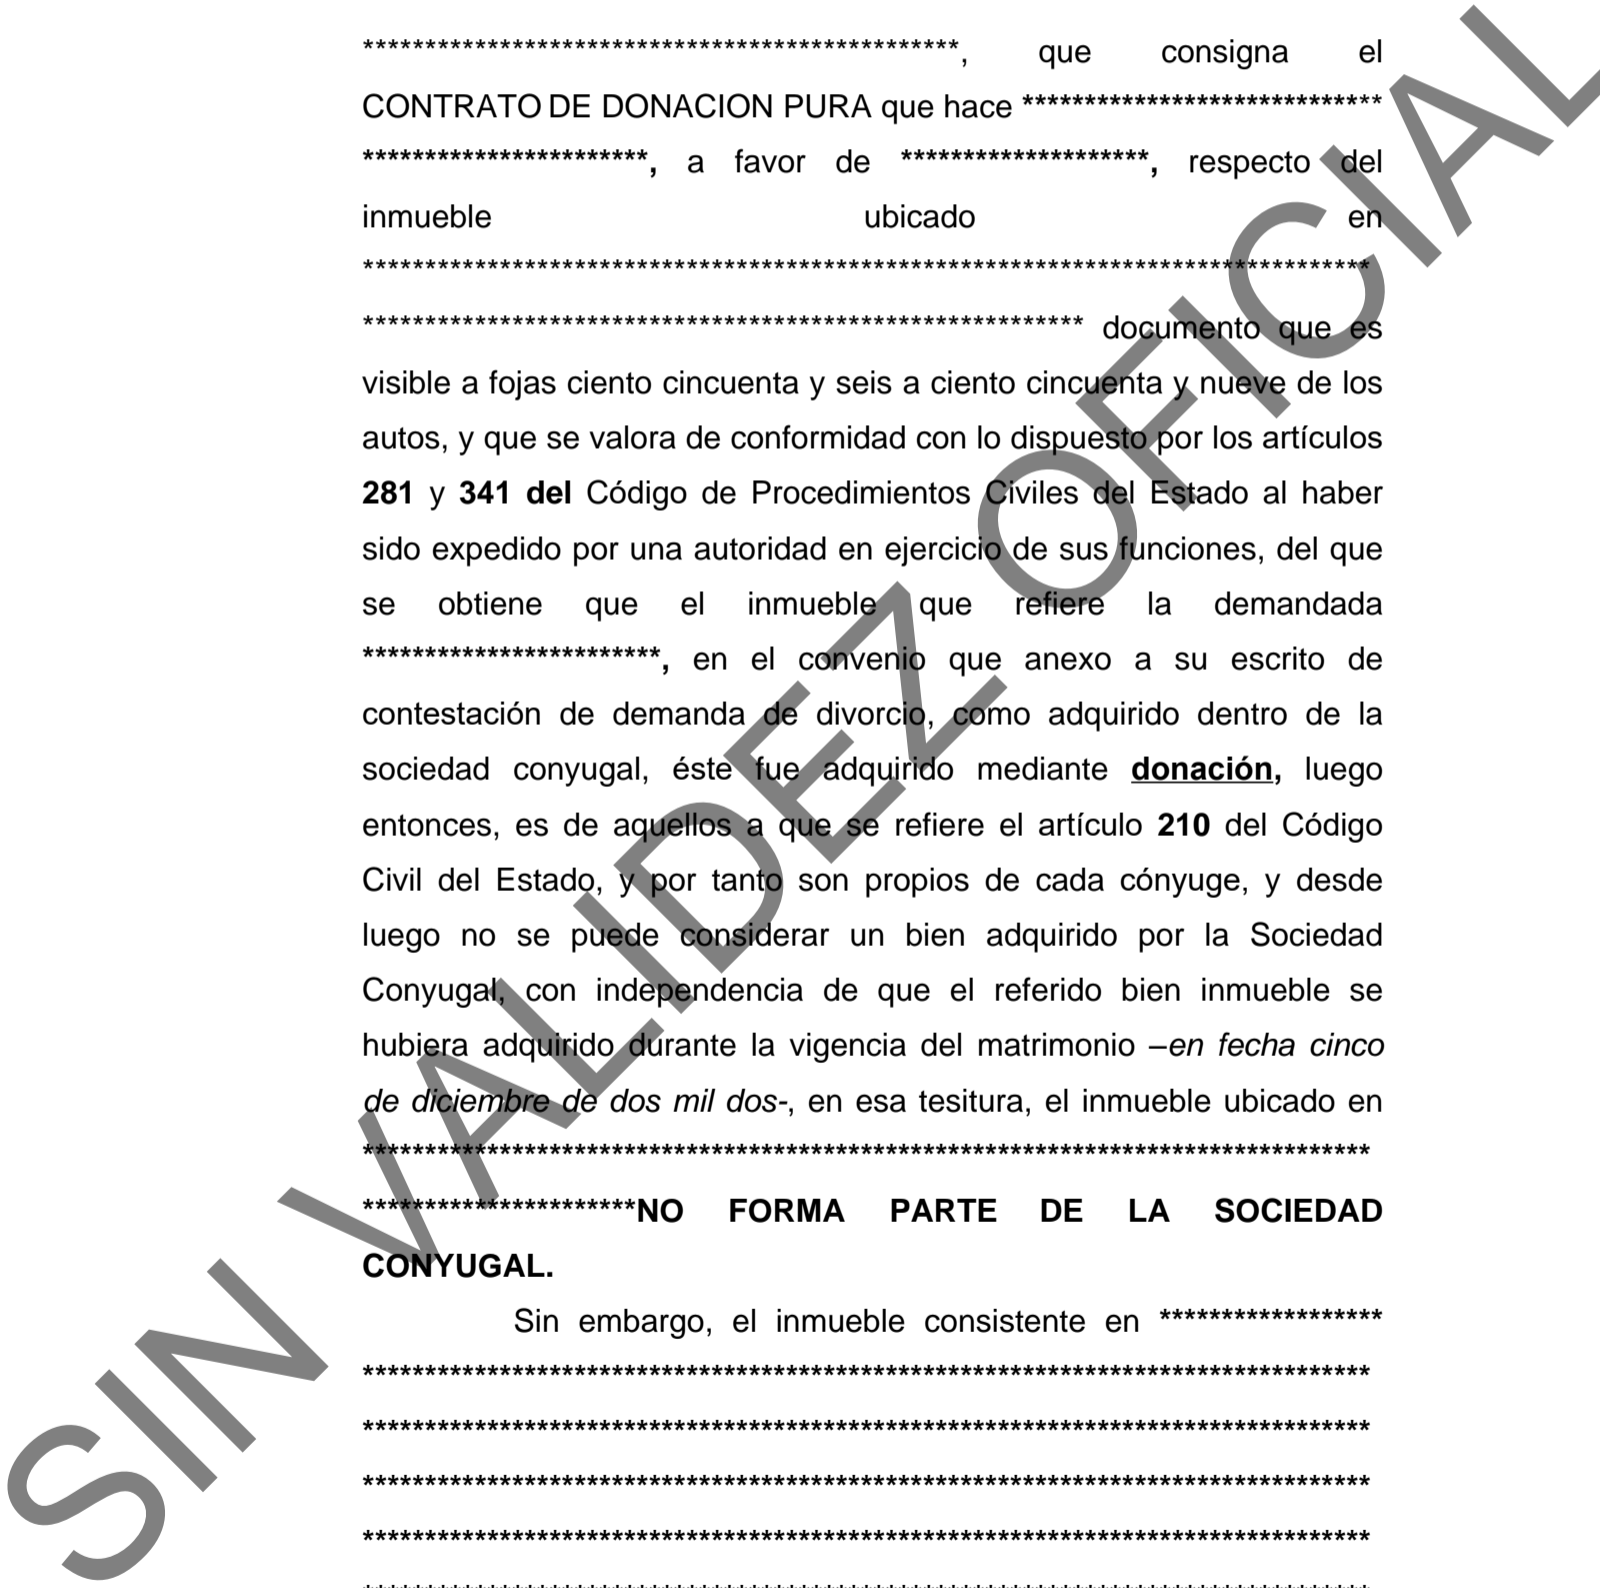 ************************************************, que consigna el
CONTRATO DE DONACION PURA que hace *****************************
***********************, a favor de ********************, respecto del
inmueble ubicado en
*********************************************************************************
********************************************************** documento que es
visible a fojas ciento cincuenta y seis a ciento cincuenta y nueve de los
autos, y que se valora de conformidad con lo dispuesto por los artículos
281 y 341 del Código de Procedimientos Civiles del Estado al haber
sido expedido por una autoridad en ejercicio de sus funciones, del que
se obtiene que el inmueble que refiere la demandada
************************, en el convenio que anexo a su escrito de
contestación de demanda de divorcio, como adquirido dentro de la
sociedad conyugal, éste fue adquirido mediante donación, luego
entonces, es de aquellos a que se refiere el artículo 210 del Código
Civil del Estado, y por tanto son propios de cada cónyuge, y desde
luego no se puede considerar un bien adquirido por la Sociedad
Conyugal, con independencia de que el referido bien inmueble se
hubiera adquirido durante la vigencia del matrimonio –en fecha cinco
de diciembre de dos mil dos-, en esa tesitura, el inmueble ubicado en
*********************************************************************************
**********************NO FORMA PARTE DE LA SOCIEDAD
CONYUGAL.
Sin embargo, el inmueble consistente en ******************
*********************************************************************************
*********************************************************************************
*********************************************************************************
*********************************************************************************
*********************************************************************************
SIN VALIDEZ OFICIAL